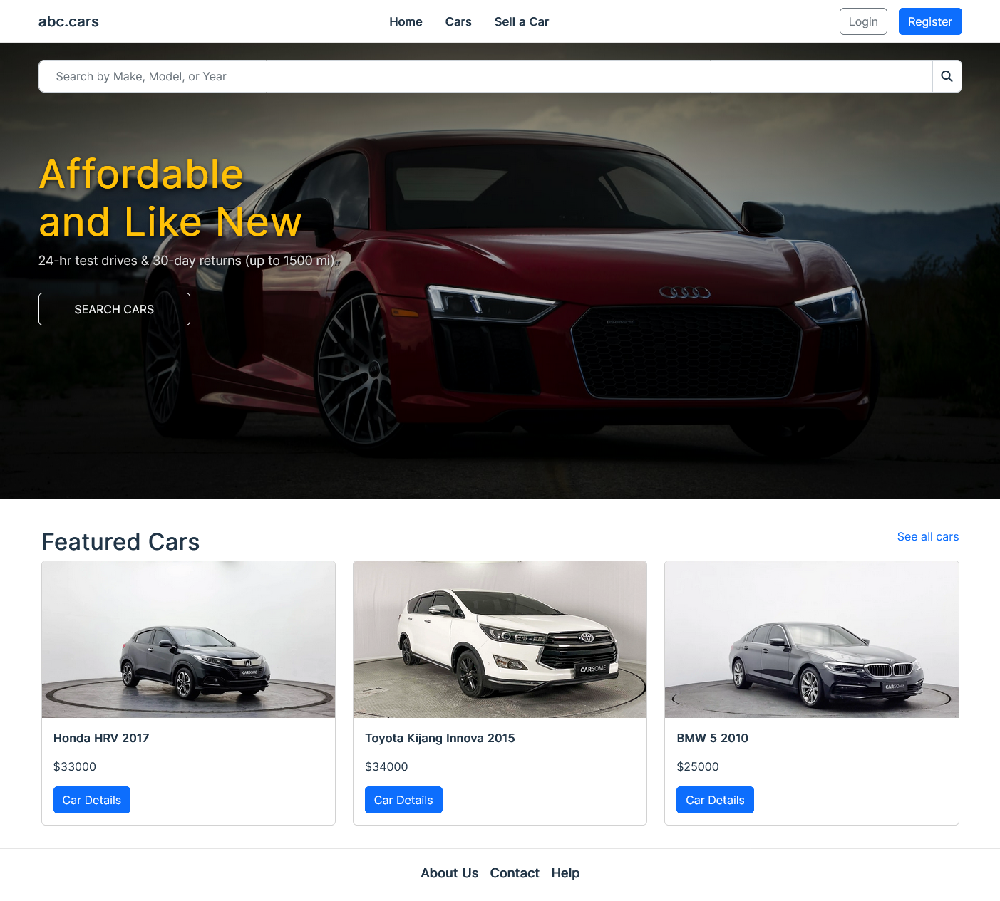 abc.cars
Home Cars Sell a Car
Login Register
Search by Make, Model, or Year
Affordable
and Like New
24-hr test drives & 30-day returns (up to 1500 mi).
SEARCH CARS
Featured Cars
See all cars
CARSOME
CARSOME
CARSOME
Honda HRV 2017
$33000
Car Details
Toyota Kijang Innova 2015
$34000
Car Details
BMW 5 2010
$25000
Car Details
About Us Contact Help